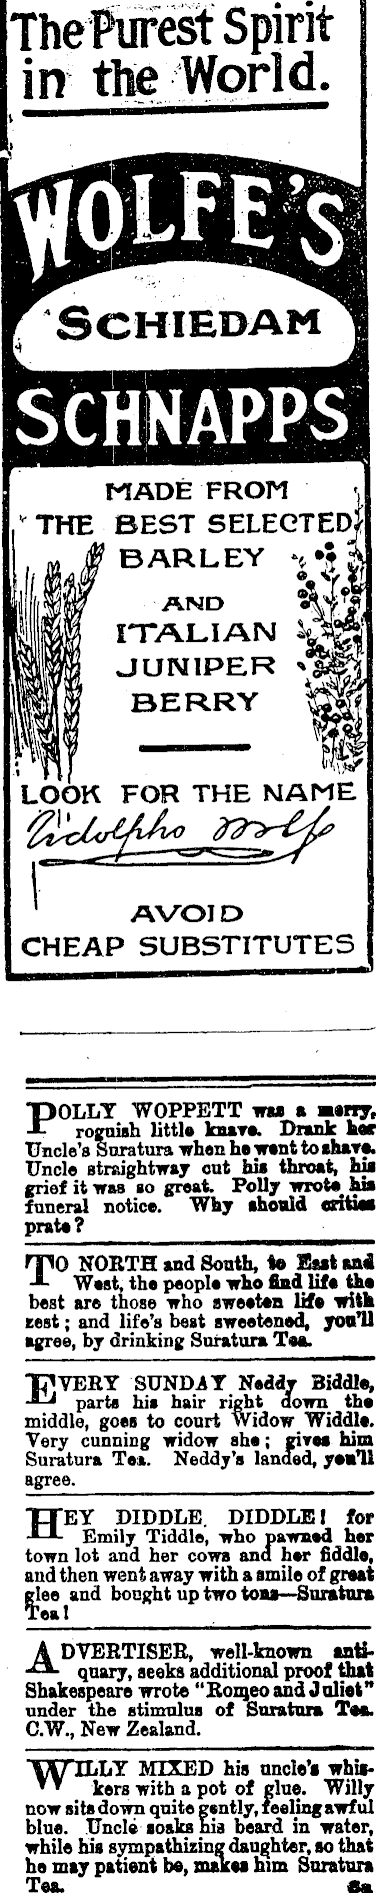 The Purest Spirit
in the World.
WOLFE'S
SCHIEDAM
SCHNAPPS
MADE FROM
THE BEST SELECTED
BARLEY
AND
ITALIAN
JUNIPER
BERRY
LOOK FOR THE NAME
Udolpho Wolfe
AVOID
CHEAP SUBSTITUTES
POLLY WOPPETT was a merry,
roguish little knave. Drank her
Uncle's Suratura when he went to shave.
Uncle straightway cut his throat, his
grief it was so great. Polly wrote his
funeral notice. Why should critics
prate?
TO NORTH and South, to East and
West, the people who find life the
best are those who sweeten life with
zest; and life's best sweetened, you'll
agree, by drinking Suratura Tea.
EVERY SUNDAY Neddy Biddle,
parts his hair right down the
middle, goes to court Widow Widdle.
Very cunning widow she; gives him
Suratura Tea. Neddy's landed, you'll
agree.
HEY DIDDLE, DIDDLE! for
Emily Tiddle, who pawned her
town lot and her cows and her fiddle,
and then went away with a smile of great
glee and bought up two tons—Suratura
Tea!
ADVERTISER, well-known anti-
quary, seeks additional proof that
Shakespeare wrote "Romeo and Juliet"
under the stimulus of Suratura Tea.
C.W., New Zealand.
WILLY MIXED his uncle's whis-
kers with a pot of glue. Willy
now sits down quite gently, feeling awful
blue. Uncle soaks his beard in water,
while his sympathizing daughter, so that
he may patient be, makes him Suratura
Tea. 8a